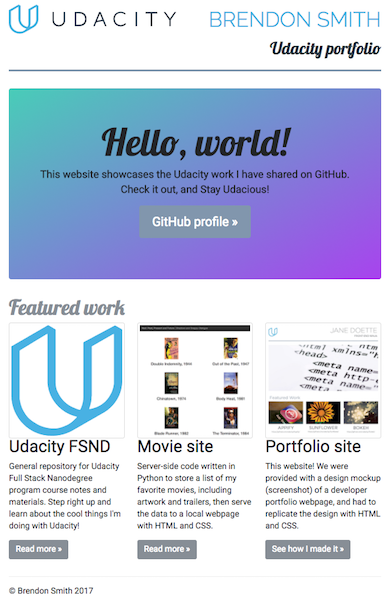 UDACITY BRENDON SMITH
Udacity portfolio
Hello, world!
This website showcases the Udacity work I have shared on GitHub.
Check it out, and Stay Udacious!
GitHub profile »
Featured work
Double Indemnity, 1944
Out of the Past, 1947
Chinatown, 1974
Body Heat, 1981
Blade Runner, 1982
The Terminator, 1984
JANE DOETTE
<head>
<meta name=
<meta http-
<meta name=
Featured Work
APPIFY
SUNFLOWER
BOKEH
Udacity FSND
General repository for Udacity
Full Stack Nanodegree
program course notes and
materials. Step right up and
learn about the cool things I'm
doing with Udacity!
Read more »
Movie site
Server-side code written in
Python to store a list of my
favorite movies, including
artwork and trailers, then serve
the data to a local webpage
with HTML and CSS.
Read more »
Portfolio site
This website! We were
provided with a design mockup
(screenshot) of a developer
portfolio webpage, and had to
replicate the design with HTML
and CSS.
See how I made it »
© Brendon Smith 2017